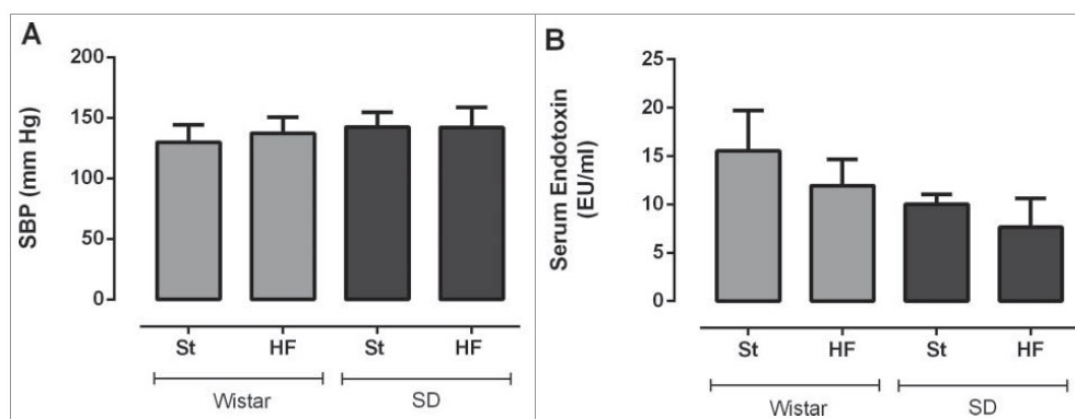 A
SBP (mm Hg)
200
150
100
50
0
St HF St HF
Wistar SD
B
Serum Endotoxin
(EU/ml)
25
20
15
10
5
0
St HF St HF
Wistar SD